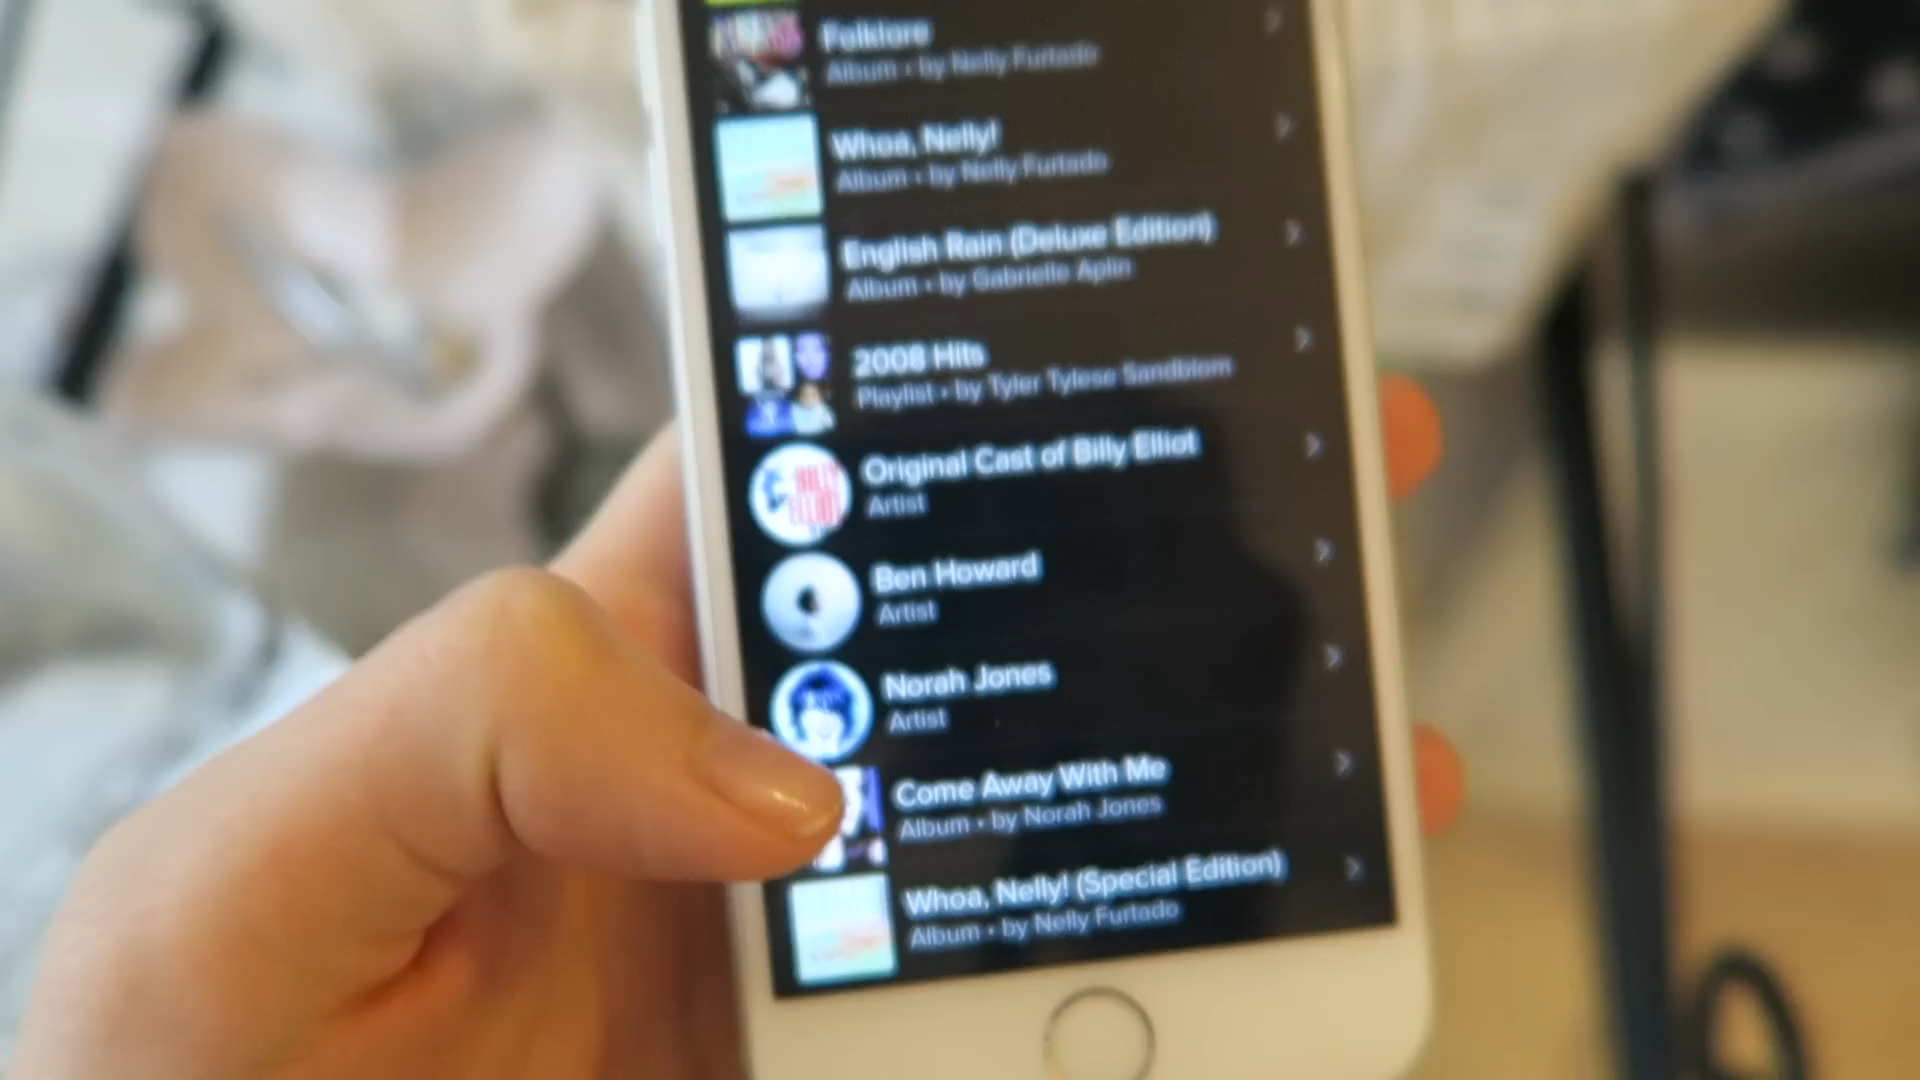 Folklore
Album • by Nelly Furtado
Whoa, Nelly!
Album • by Nelly Furtado
English Rain (Deluxe Edition)
Album • by Gabrielle Aplin
2008 Hits
Playlist • by Tyler Tylese Sandblom
Original Cast of Billy Elliot
Artist
Ben Howard
Artist
Norah Jones
Artist
Come Away With Me
Album • by Norah Jones
Whoa, Nelly! (Special Edition)
Album • by Nelly Furtado